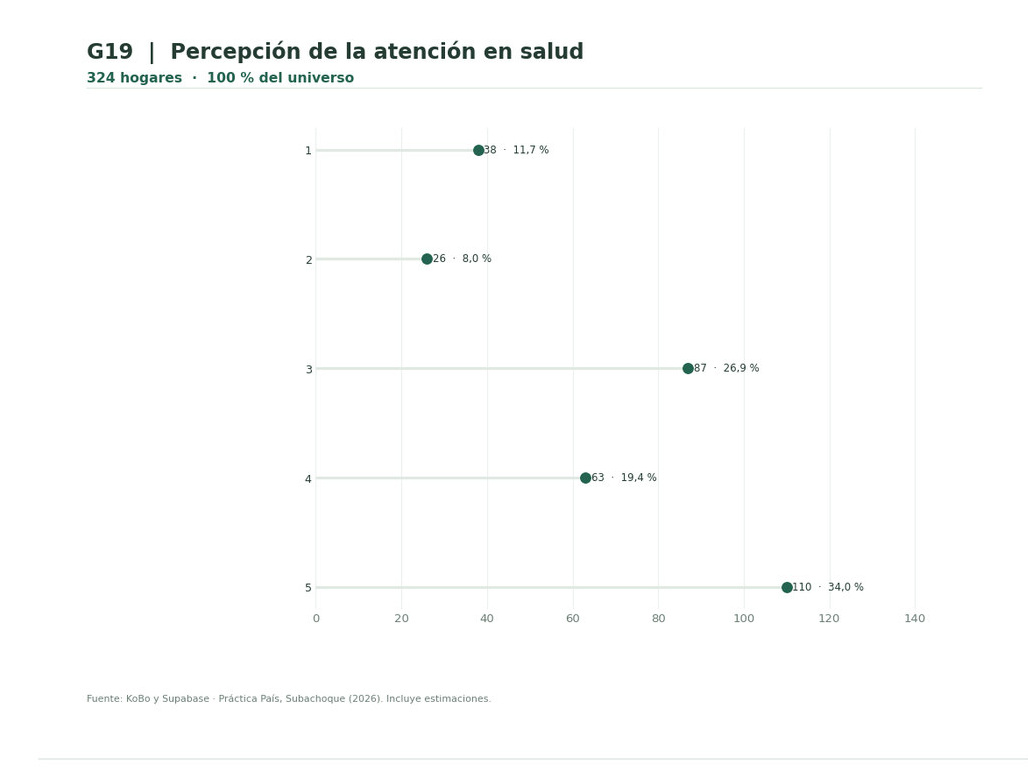 G19 | Percepción de la atención en salud
324 hogares · 100 % del universo
1 38 · 11,7 %
2 26 · 8,0 %
3 87 · 26,9 %
4 63 · 19,4 %
5 110 · 34,0 %
0 20 40 60 80 100 120 140
Fuente: KoBo y Supabase · Práctica País, Subachoque (2026). Incluye estimaciones.